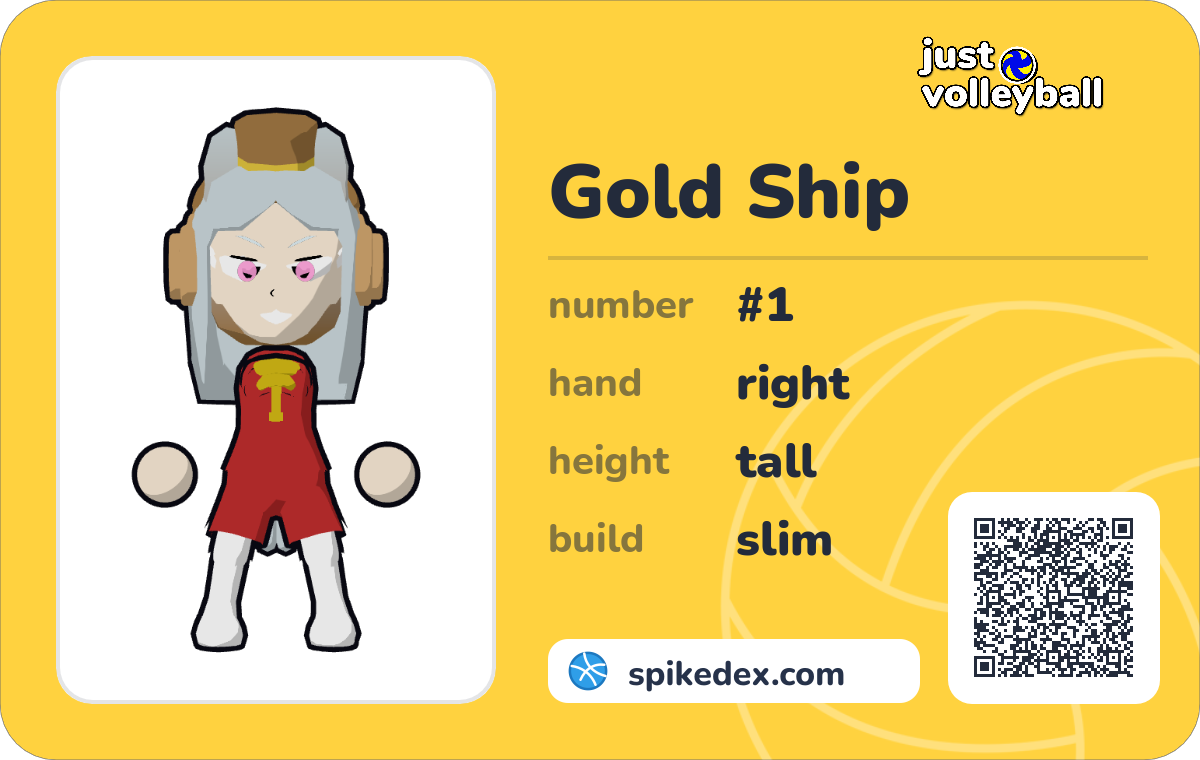 just
volleyball
Gold Ship
number #1
hand right
height tall
build slim
spikedex.com